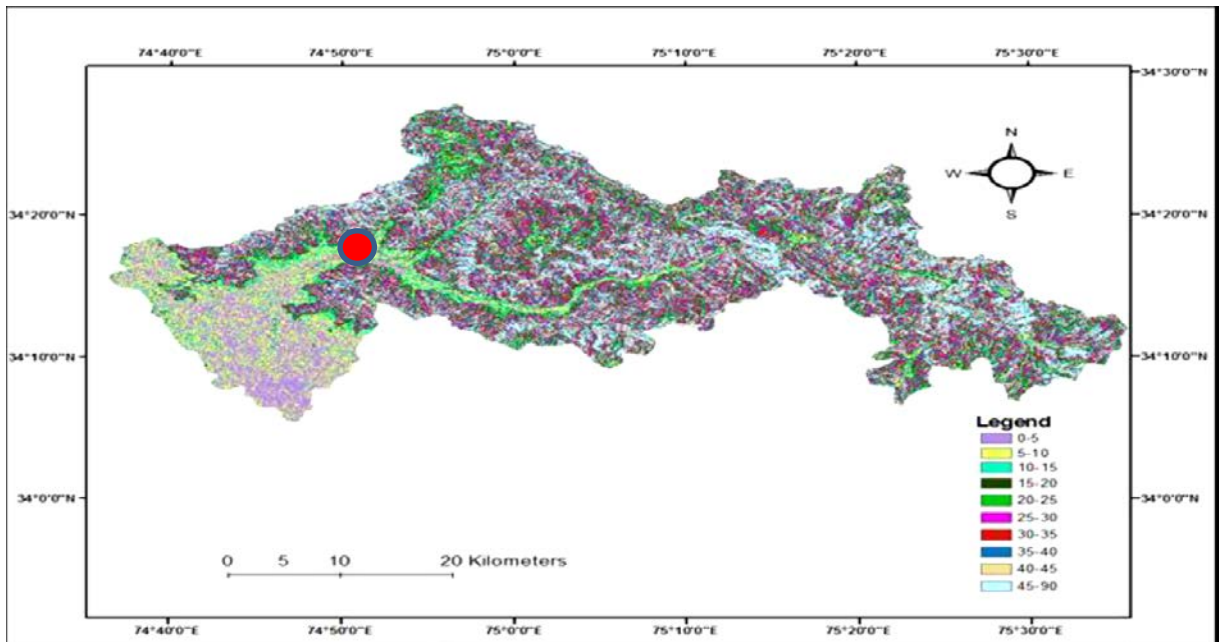 74°40'0"E 74°50'0"E 75°0'0"E 75°10'0"E 75°20'0"E 75°30'0"E
34°30'0"N
N
W E
S
34°20'0"N 34°20'0"N
34°10'0"N 34°10'0"N
Legend
0-5
5-10
10-15
15-20
20-25
25-30
30-35
35-40
40-45
45-90
34°0'0"N 34°0'0"N
0 5 10 20 Kilometers
74°40'0"E 74°50'0"E 75°0'0"E 75°10'0"E 75°20'0"E 75°30'0"E